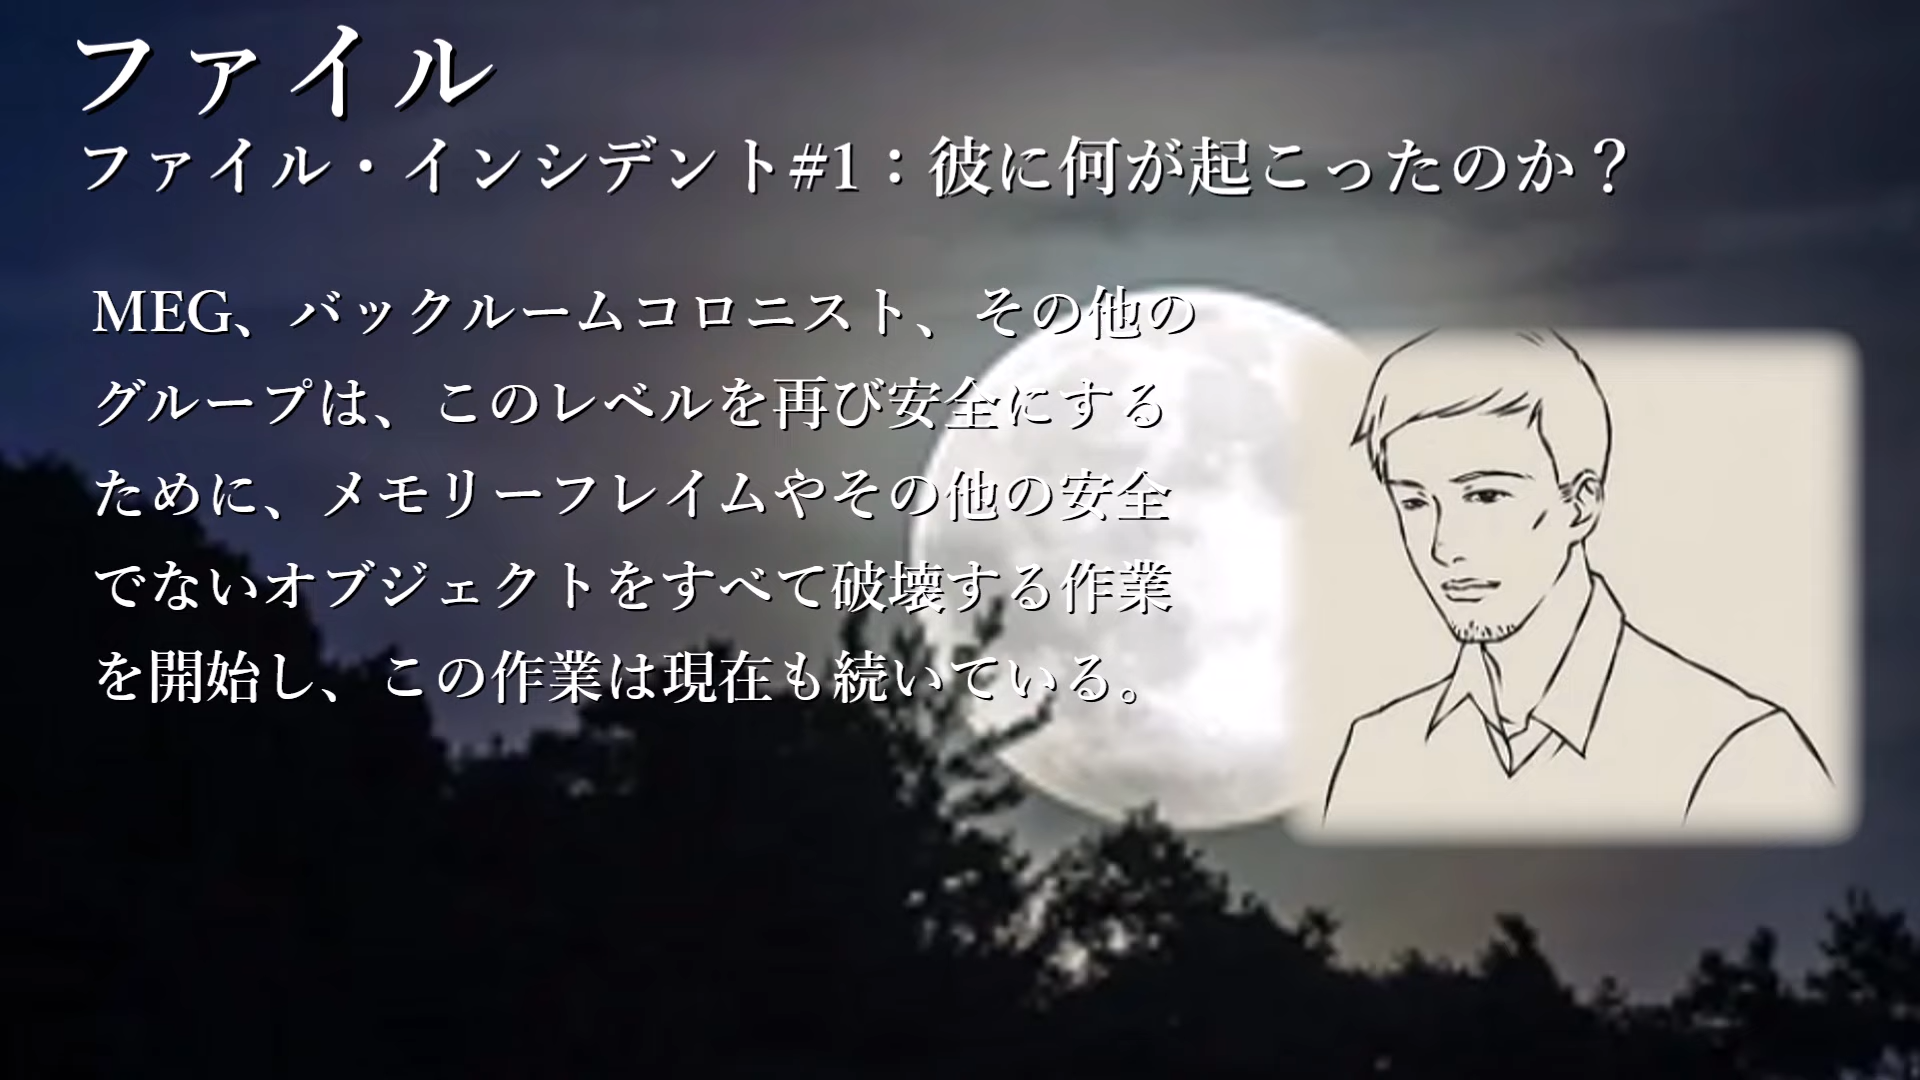 ファイル
ファイル・インシデント#1：彼に何が起こったのか？
MEG、バックルームコロニスト、その他の
グループは、このレベルを再び安全にする
ために、メモリーフレイムやその他の安全
でないオブジェクトをすべて破壊する作業
を開始し、この作業は現在も続いている。